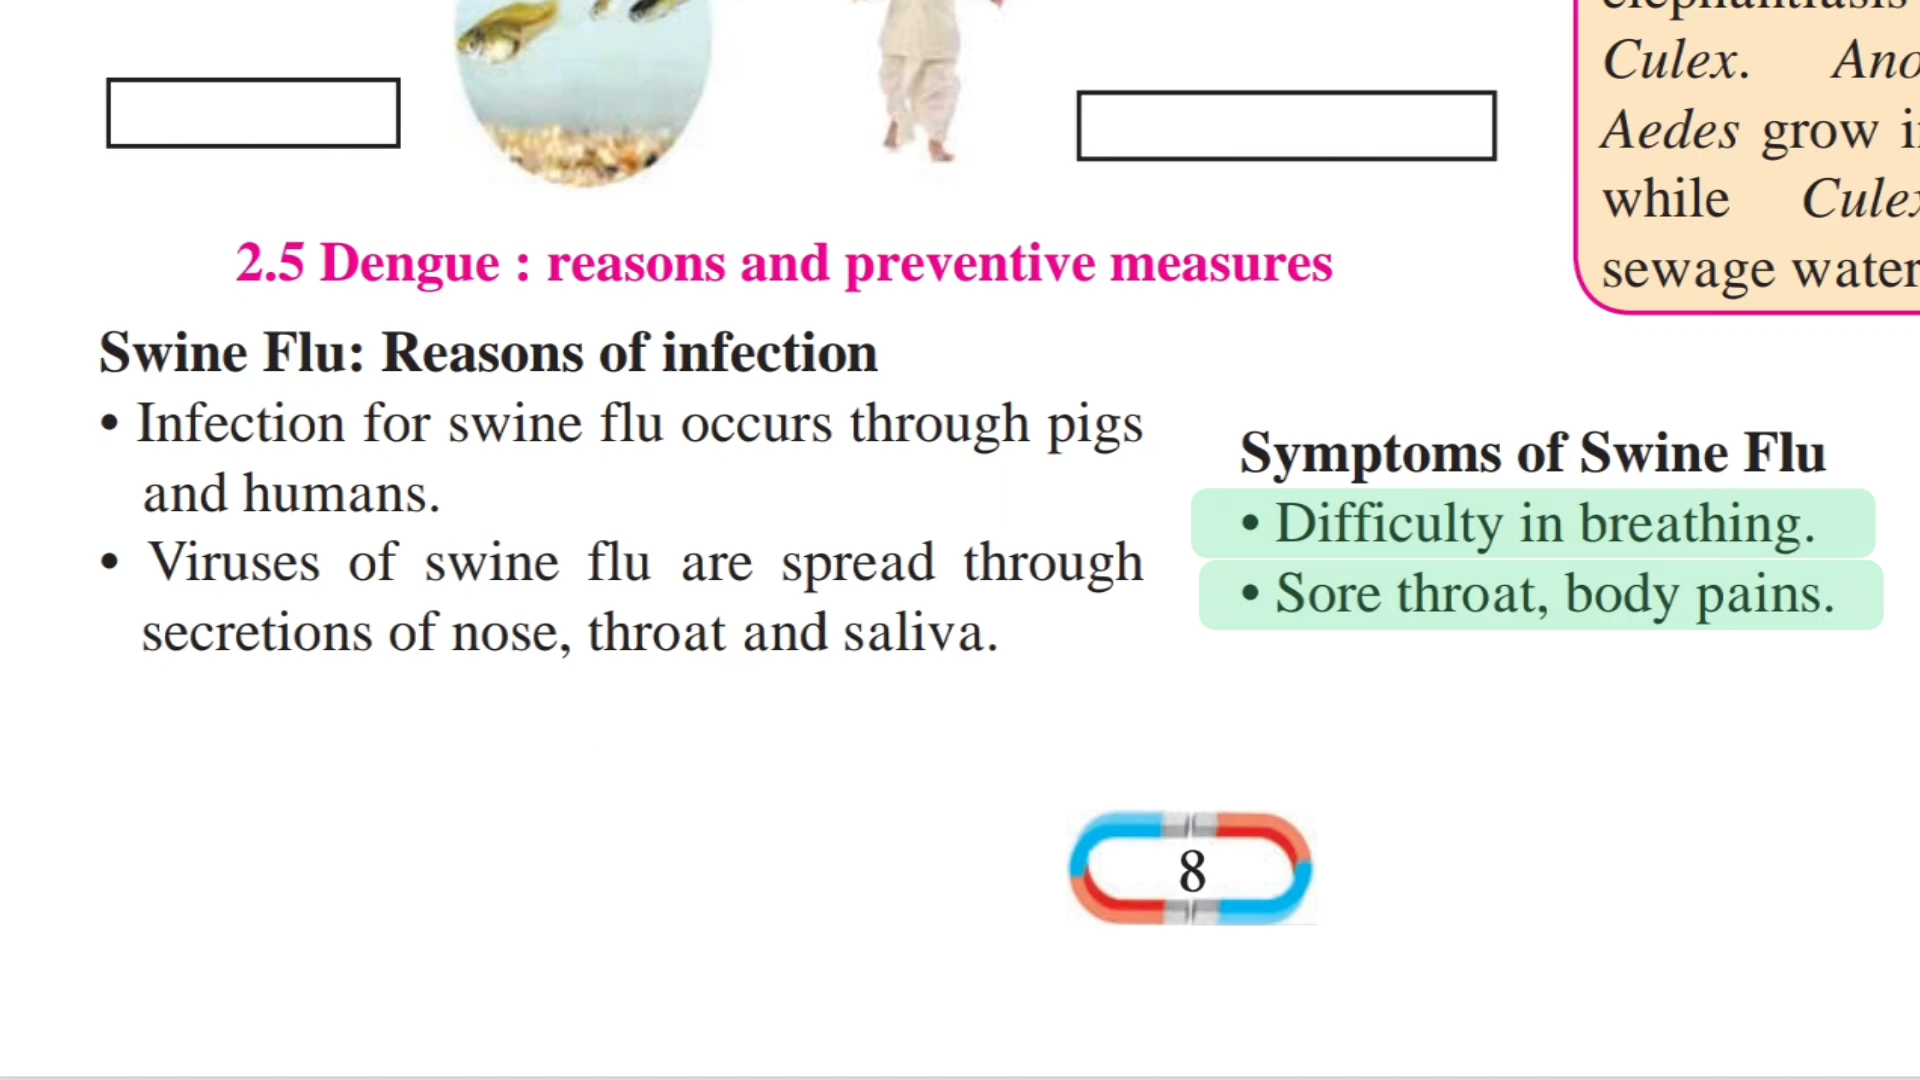 Culex.
Aedes grow
while
sewage water
2.5 Dengue : reasons and preventive measures
Swine Flu: Reasons of infection
• Infection for swine flu occurs through pigs
and humans.
• Viruses of swine flu are spread through
secretions of nose, throat and saliva.
Symptoms of Swine Flu
• Difficulty in breathing.
• Sore throat, body pains.
8